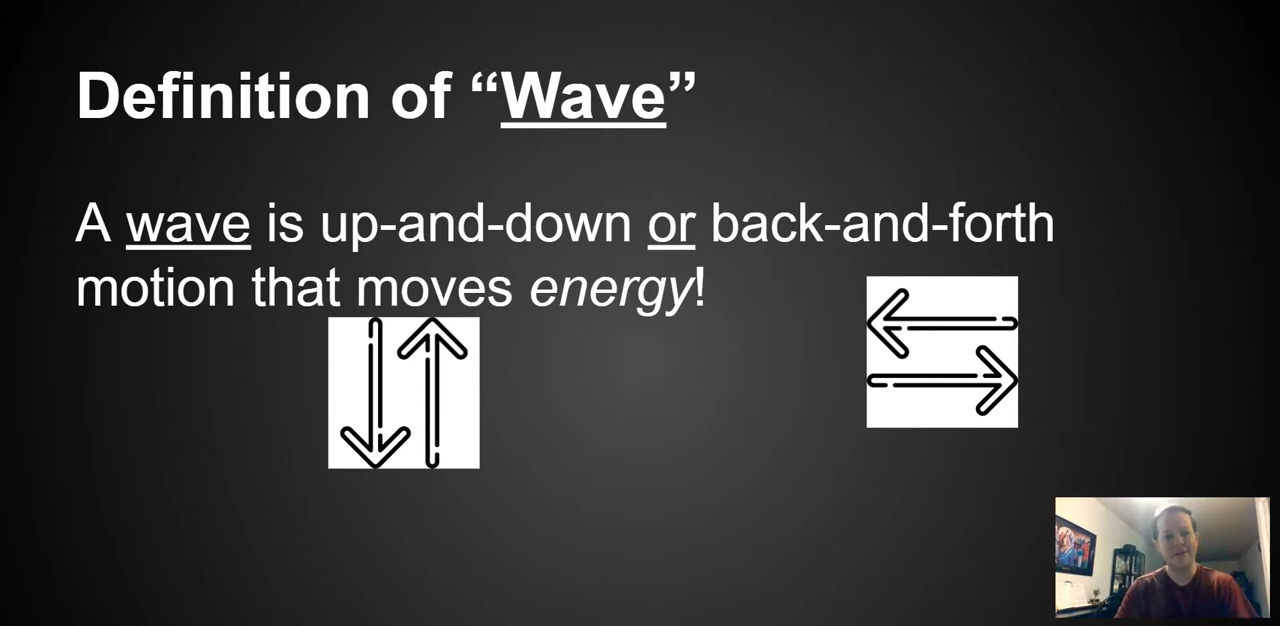 Definition of “Wave”
A wave is up-and-down or back-and-forth
motion that moves energy!